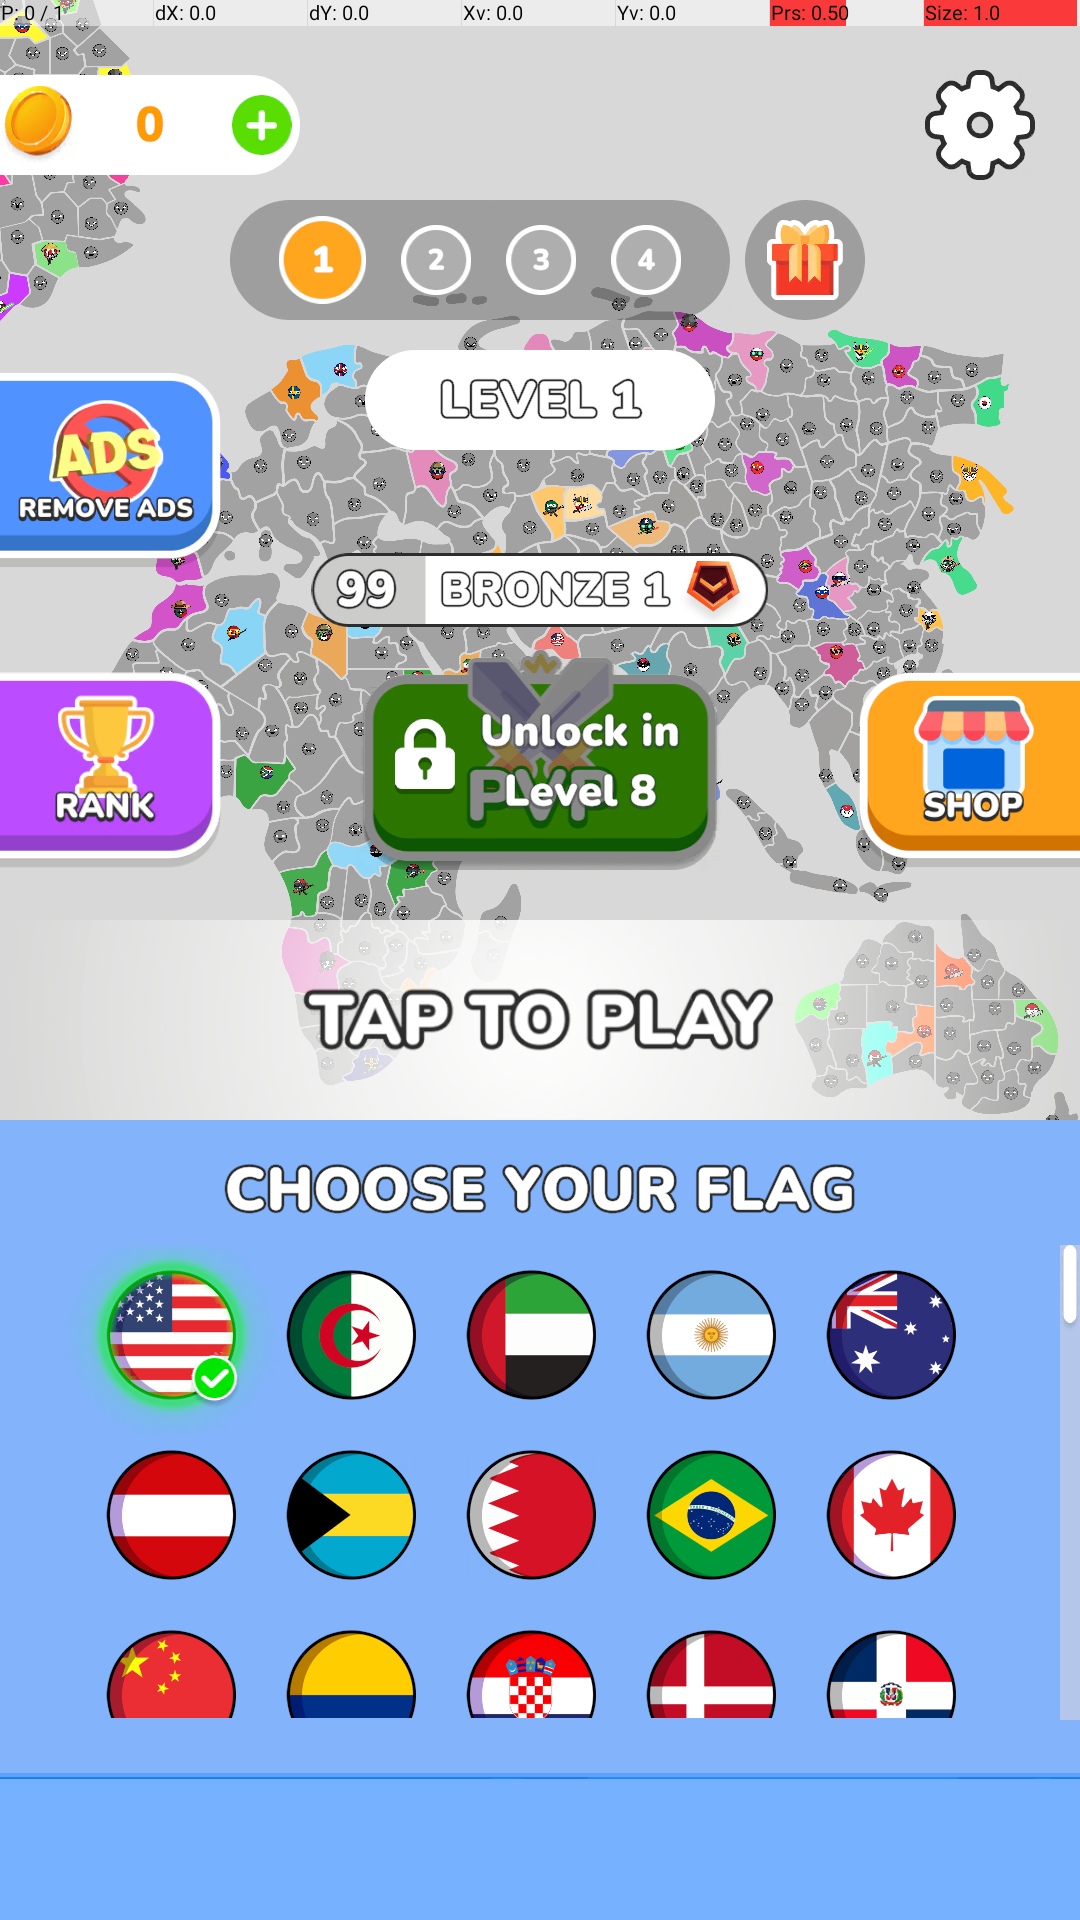 P: 0 / 1 dX: 0.0 dY: 0.0 Xv: 0.0 Yv: 0.0 Prs: 0.50 Size: 1.0
0
1 2 3 4
LEVEL 1
ADS
REMOVE ADS
99 BRONZE 1
RANK
Unlock in
Level 8
PVP
SHOP
TAP TO PLAY
CHOOSE YOUR FLAG